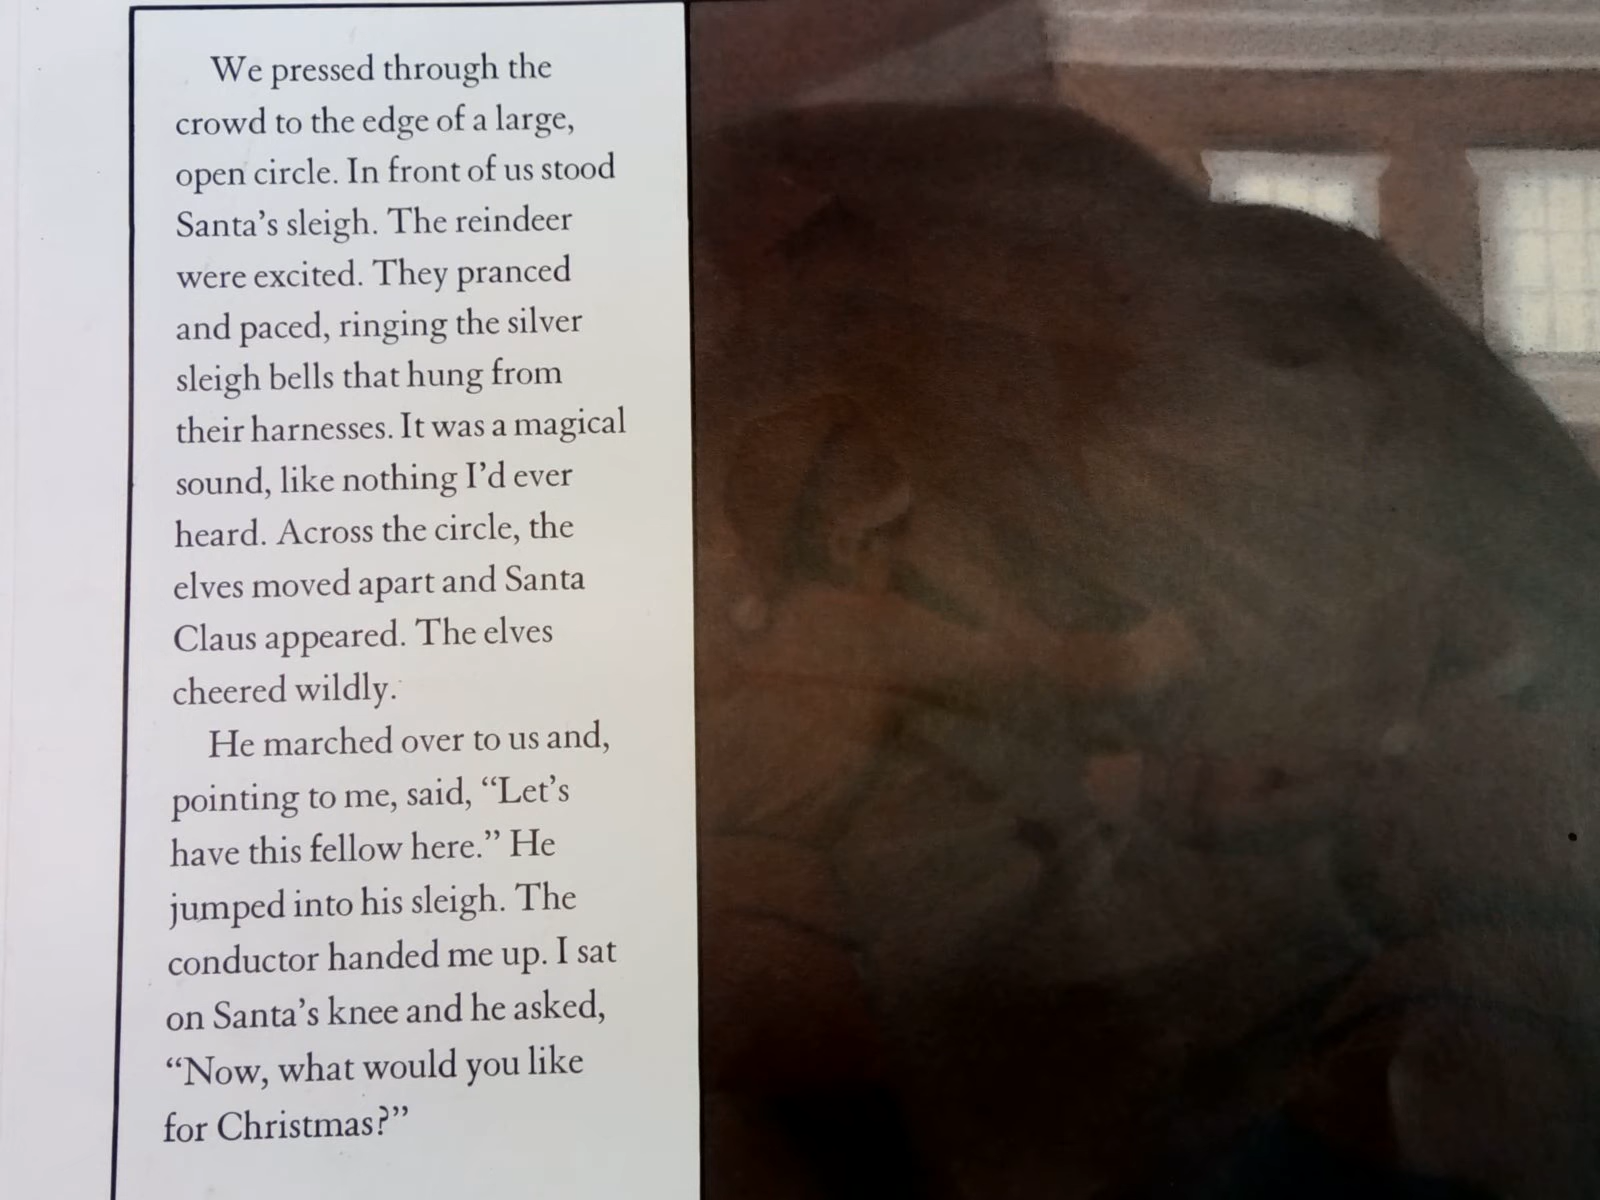 We pressed through the
crowd to the edge of a large,
open circle. In front of us stood
Santa’s sleigh. The reindeer
were excited. They pranced
and paced, ringing the silver
sleigh bells that hung from
their harnesses. It was a magical
sound, like nothing I’d ever
heard. Across the circle, the
elves moved apart and Santa
Claus appeared. The elves
cheered wildly.
He marched over to us and,
pointing to me, said, “Let’s
have this fellow here.” He
jumped into his sleigh. The
conductor handed me up. I sat
on Santa’s knee and he asked,
“Now, what would you like
for Christmas?”